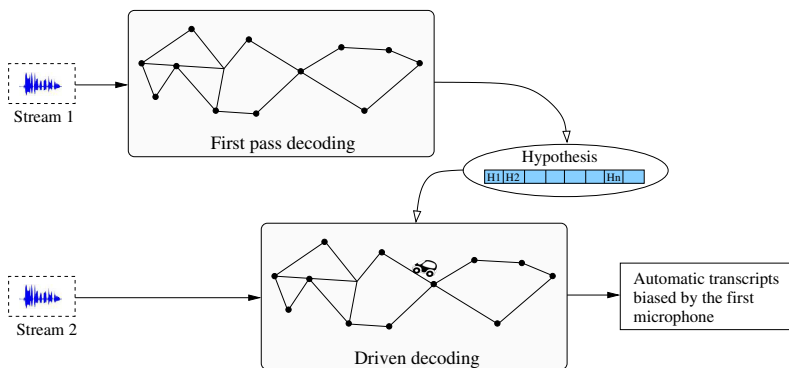 Stream 1
First pass decoding
Hypothesis
H1 H2 Hn
Stream 2
Driven decoding
Automatic transcripts
biased by the first
microphone